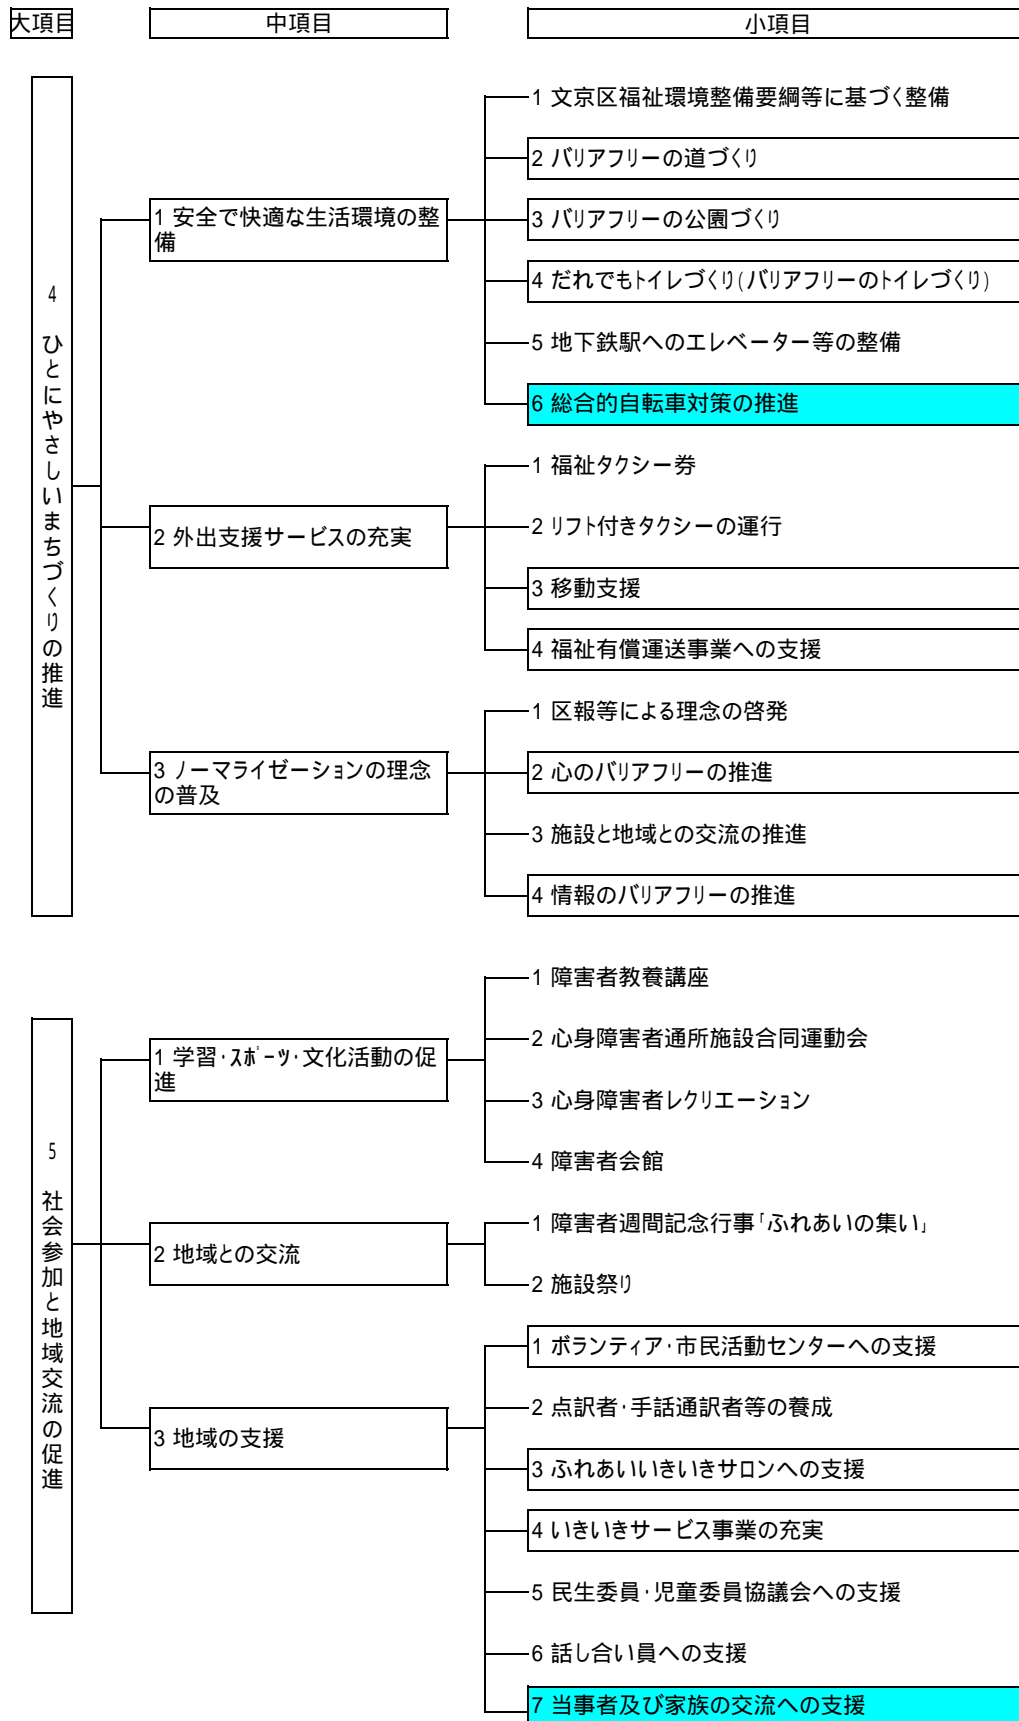 大項目
中項目
小項目
4 ひとにやさしいまちづくりの推進
1 安全で快適な生活環境の整
備
1 文京区福祉環境整備要綱等に基づく整備
2 バリアフリーの道づくり
3 バリアフリーの公園づくり
4 だれでもトイレづくり(バリアフリーのトイレづくり)
5 地下鉄駅へのエレベーター等の整備
6 総合的自転車対策の推進
2 外出支援サービスの充実
1 福祉タクシー券
2 リフト付きタクシーの運行
3 移動支援
4 福祉有償運送事業への支援
3 ノーマライゼーションの理念
の普及
1 区報等による理念の啓発
2 心のバリアフリーの推進
3 施設と地域との交流の推進
4 情報のバリアフリーの推進
5 社会参加と地域交流の促進
1 学習・スポーツ・文化活動の促
進
1 障害者教養講座
2 心身障害者通所施設合同運動会
3 心身障害者レクリエーション
4 障害者会館
2 地域との交流
1 障害者週間記念行事「ふれあいの集い」
2 施設祭り
3 地域の支援
1 ボランティア・市民活動センターへの支援
2 点訳者・手話通訳者等の養成
3 ふれあいいきいきサロンへの支援
4 いきいきサービス事業の充実
5 民生委員・児童委員協議会への支援
6 話し合い員への支援
7 当事者及び家族の交流への支援